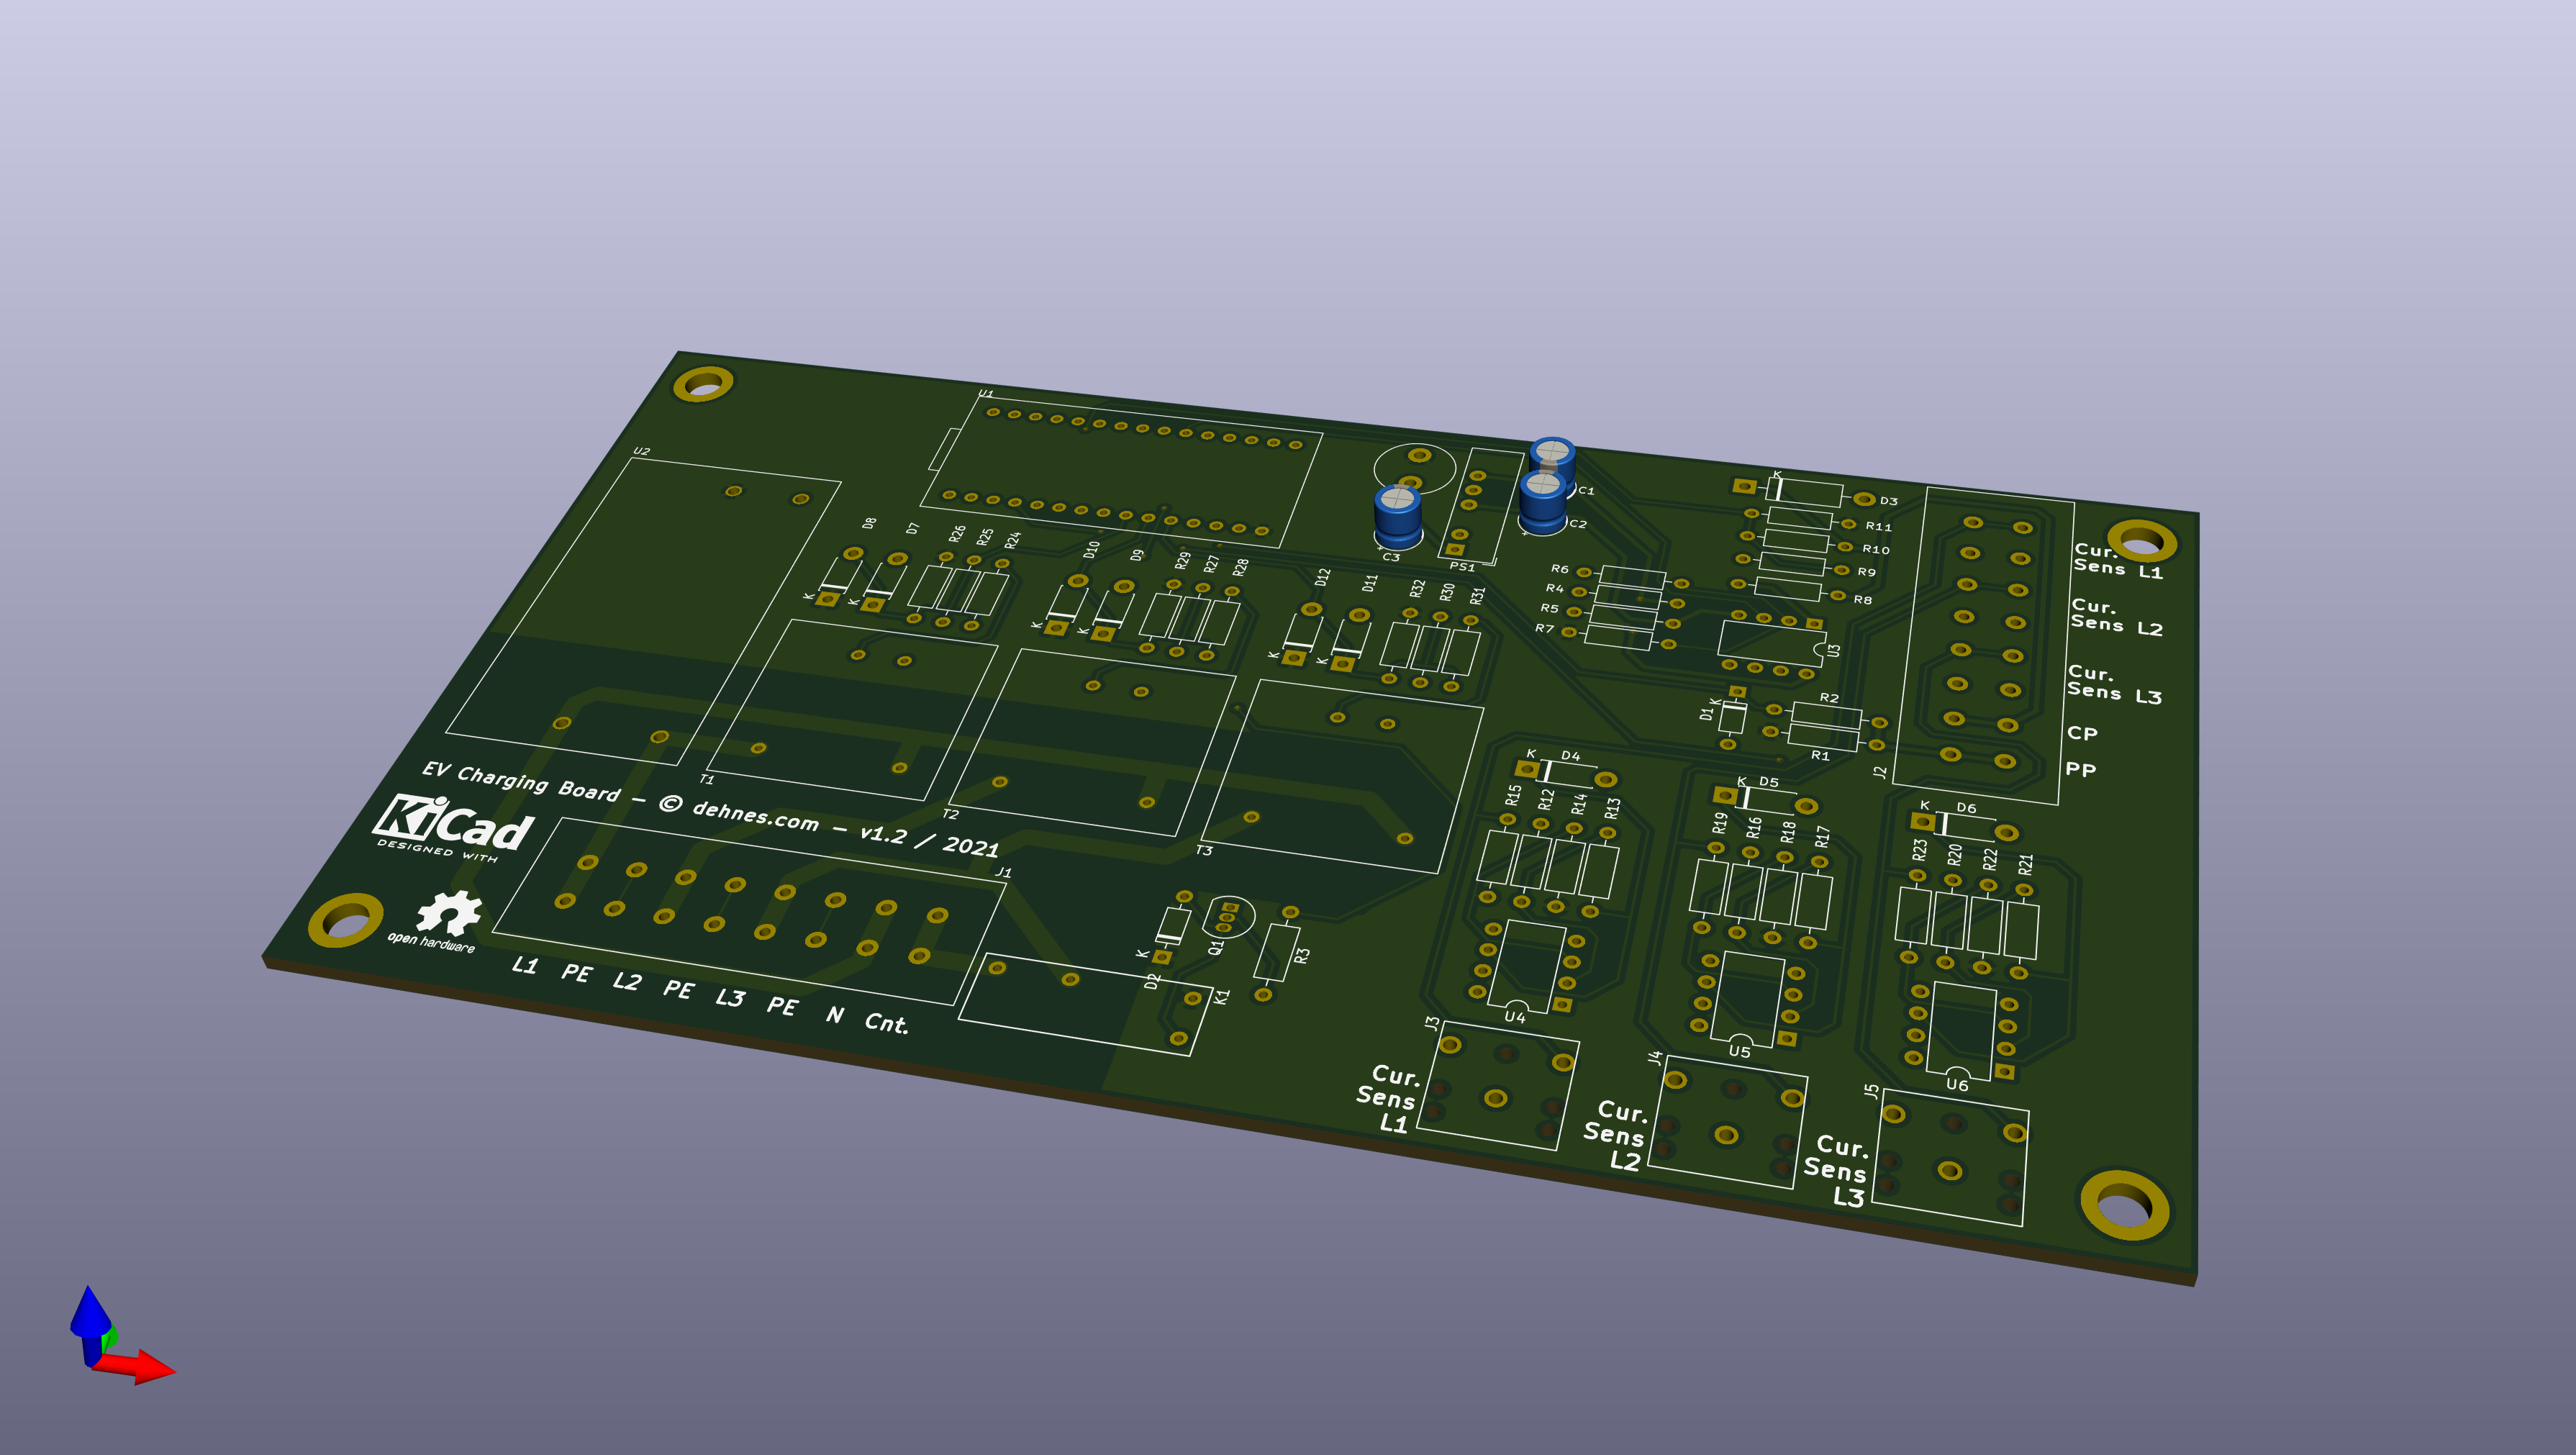 U1
U2
K
D3
C1
C2
R11
R10
R9
R8
C3
PS1
R6
R4
R5
R7
U3
D8
D7
R26
R25
R24
K
K
D10
D9
R29
R27
R28
K
K
D12
D11
R32
R30
R31
K
K
Cur.
Sens L1
Cur.
Sens L2
Cur.
Sens L3
CP
PP
J2
D1
K
R2
R1
T1
T2
T3
EV Charging Board – © dehnes.com – v1.2 / 2021
KiCad
DESIGNED WITH
open hardware
J1
L1 PE L2 PE L3 PE N Cnt.
K
D2
Q1
R3
K1
K D4
R15
R12
R14
R13
U4
K D5
R19
R16
R18
R17
U5
K D6
R23
R20
R22
R21
U6
J3
Cur.
Sens
L1
J4
Cur.
Sens
L2
J5
Cur.
Sens
L3